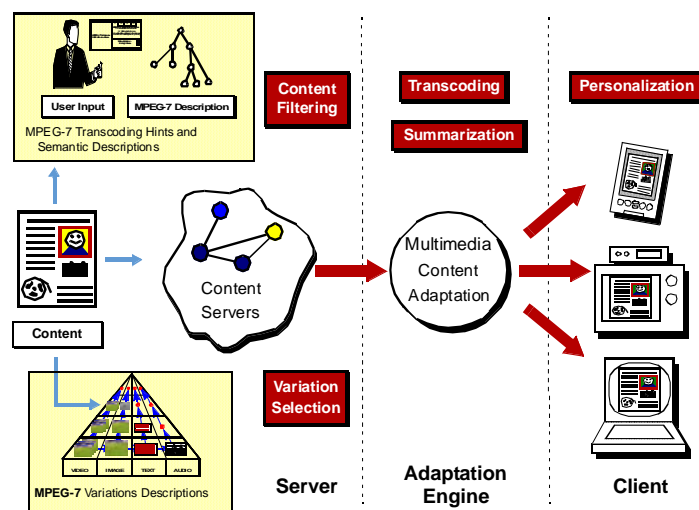 User Input
MPEG-7 Description
MPEG-7 Transcoding Hints and
Semantic Descriptions
Content
Filtering
Transcoding
Summarization
Personalization
Content
Servers
Multimedia
Content
Adaptation
Content
Variation
Selection
VIDEO
IMAGE
TEXT
AUDIO
MPEG-7 Variations Descriptions
Server
Adaptation
Engine
Client